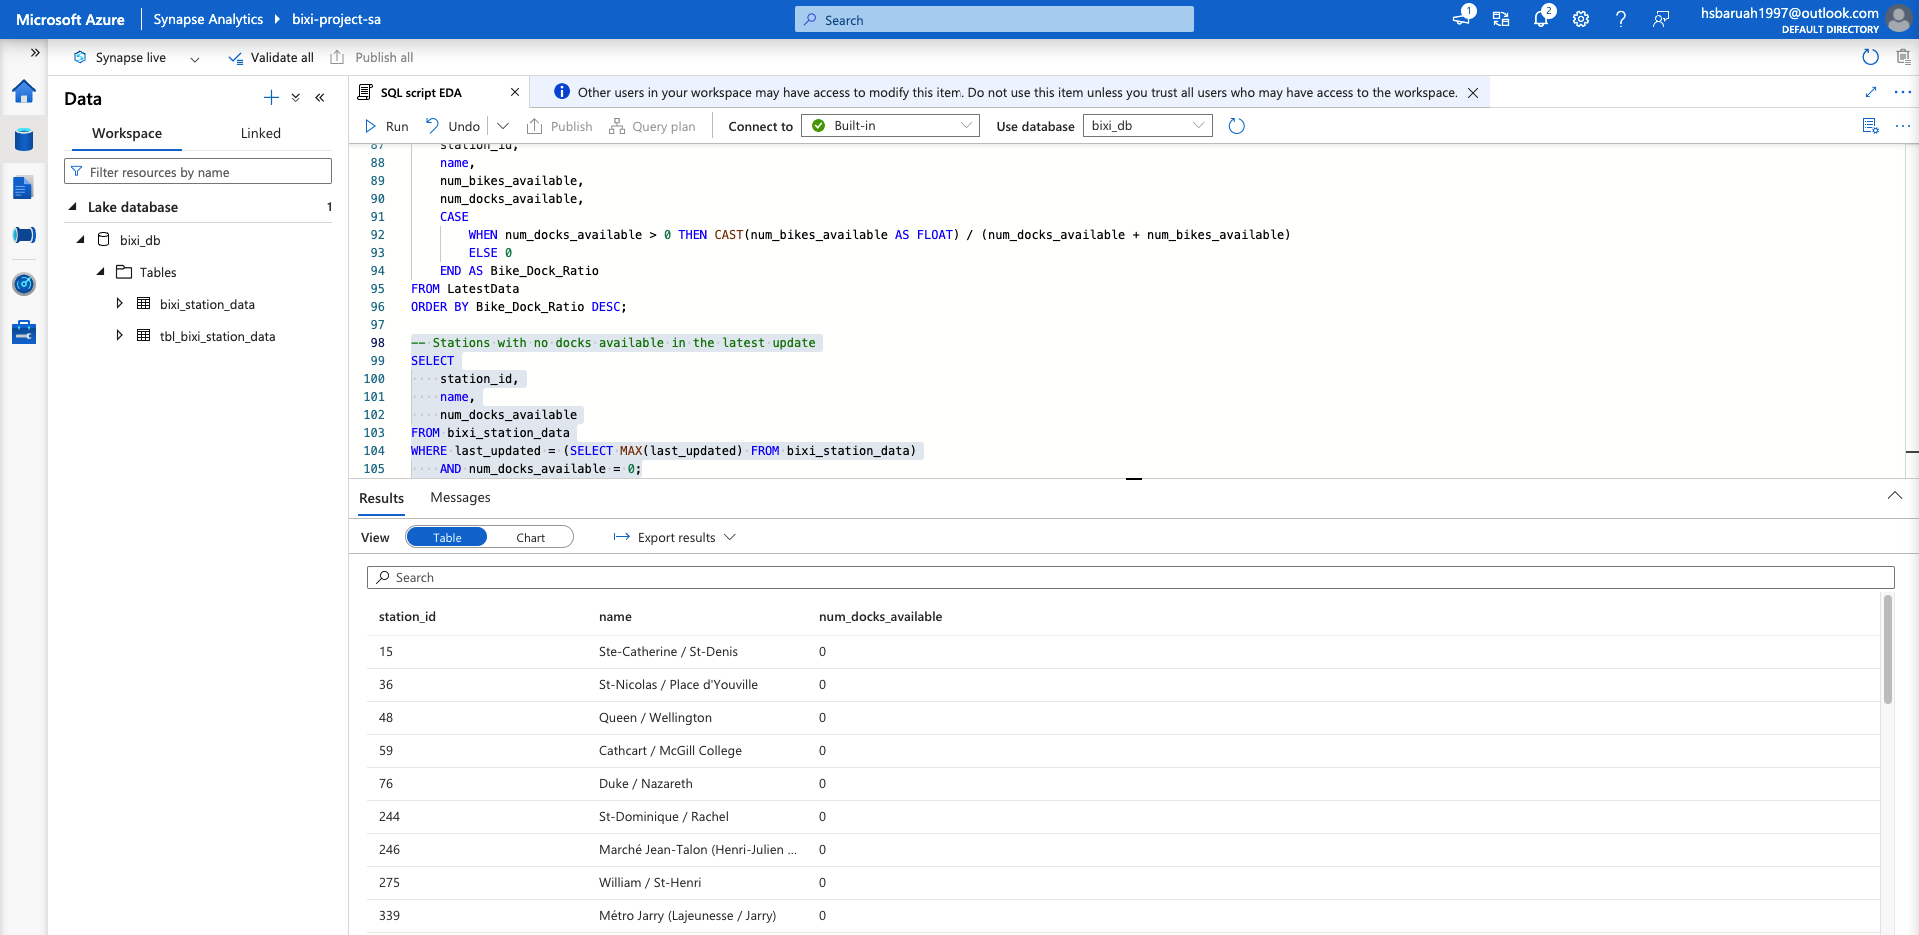 Microsoft Azure
Synapse Analytics
bixi-project-sa
Search
1
2
hsbaruah1997@outlook.com
DEFAULT DIRECTORY
Synapse live
Validate all
Publish all
Data
Workspace
Linked
Filter resources by name
Lake database 1
bixi_db
Tables
bixi_station_data
tbl_bixi_station_data
SQL script EDA
Other users in your workspace may have access to modify this item. Do not use this item unless you trust all users who may have access to the workspace.
Run
Undo
Publish
Query plan
Connect to
Built-in
Use database
bixi_db
87 station_id,
88 name,
89 num_bikes_available,
90 num_docks_available,
91 CASE
92 WHEN num_docks_available > 0 THEN CAST(num_bikes_available AS FLOAT) / (num_docks_available + num_bikes_available)
93 ELSE 0
94 END AS Bike_Dock_Ratio
95 FROM LatestData
96 ORDER BY Bike_Dock_Ratio DESC;
97
98 -- Stations with no docks available in the latest update
99 SELECT
100 station_id,
101 name,
102 num_docks_available
103 FROM bixi_station_data
104 WHERE last_updated = (SELECT MAX(last_updated) FROM bixi_station_data)
105 AND num_docks_available = 0;
Results
Messages
View
Table
Chart
Export results
Search
station_id name num_docks_available
15 Ste-Catherine / St-Denis 0
36 St-Nicolas / Place d'Youville 0
48 Queen / Wellington 0
59 Cathcart / McGill College 0
76 Duke / Nazareth 0
244 St-Dominique / Rachel 0
246 Marché Jean-Talon (Henri-Julien ... 0
275 William / St-Henri 0
339 Métro Jarry (Lajeunesse / Jarry) 0